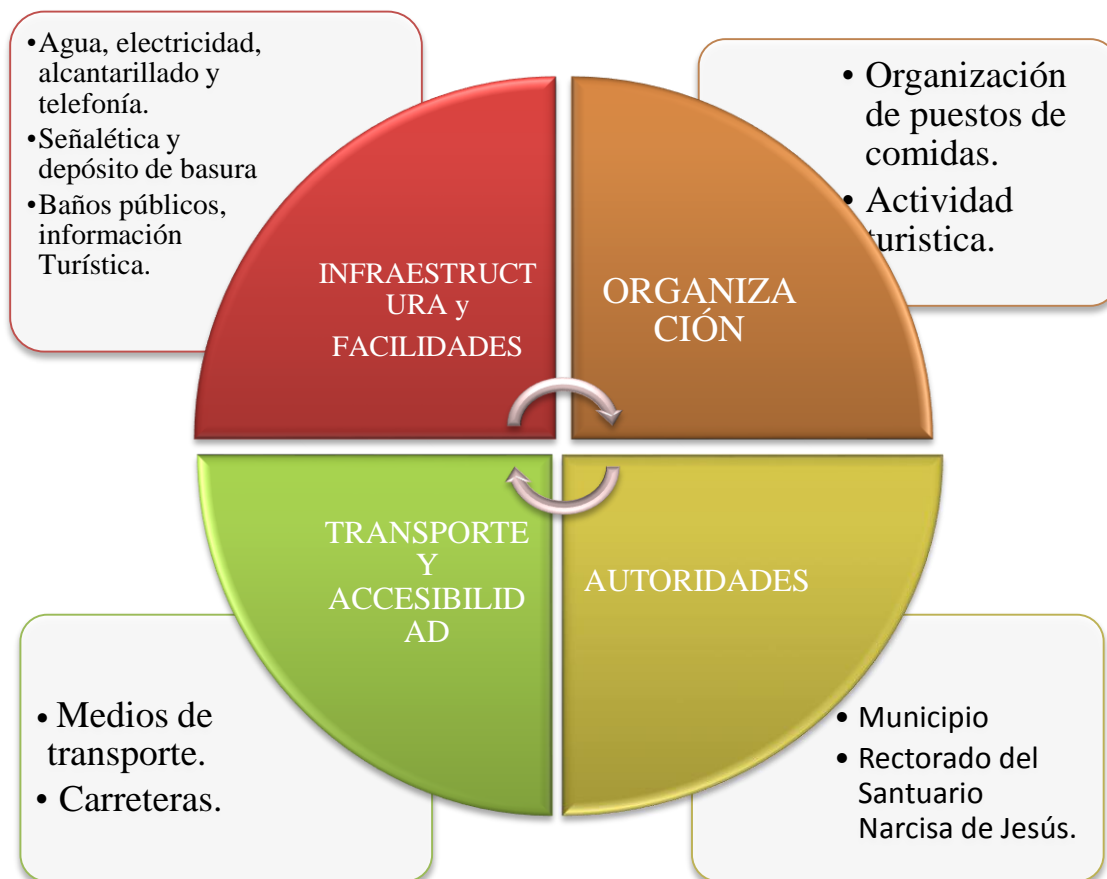 •Agua, electricidad,
alcantarillado y
telefonía.
•Señalética y
depósito de basura
•Baños públicos,
información
Turística.
• Organización
de puestos de
comidas.
• Actividad
turistica.
INFRAESTRUCT
URA y
FACILIDADES
ORGANIZA
CIÓN
TRANSPORTE
Y
ACCESIBILID
AD
AUTORIDADES
• Medios de
transporte.
• Carreteras.
• Municipio
• Rectorado del
Santuario
Narcisa de Jesús.